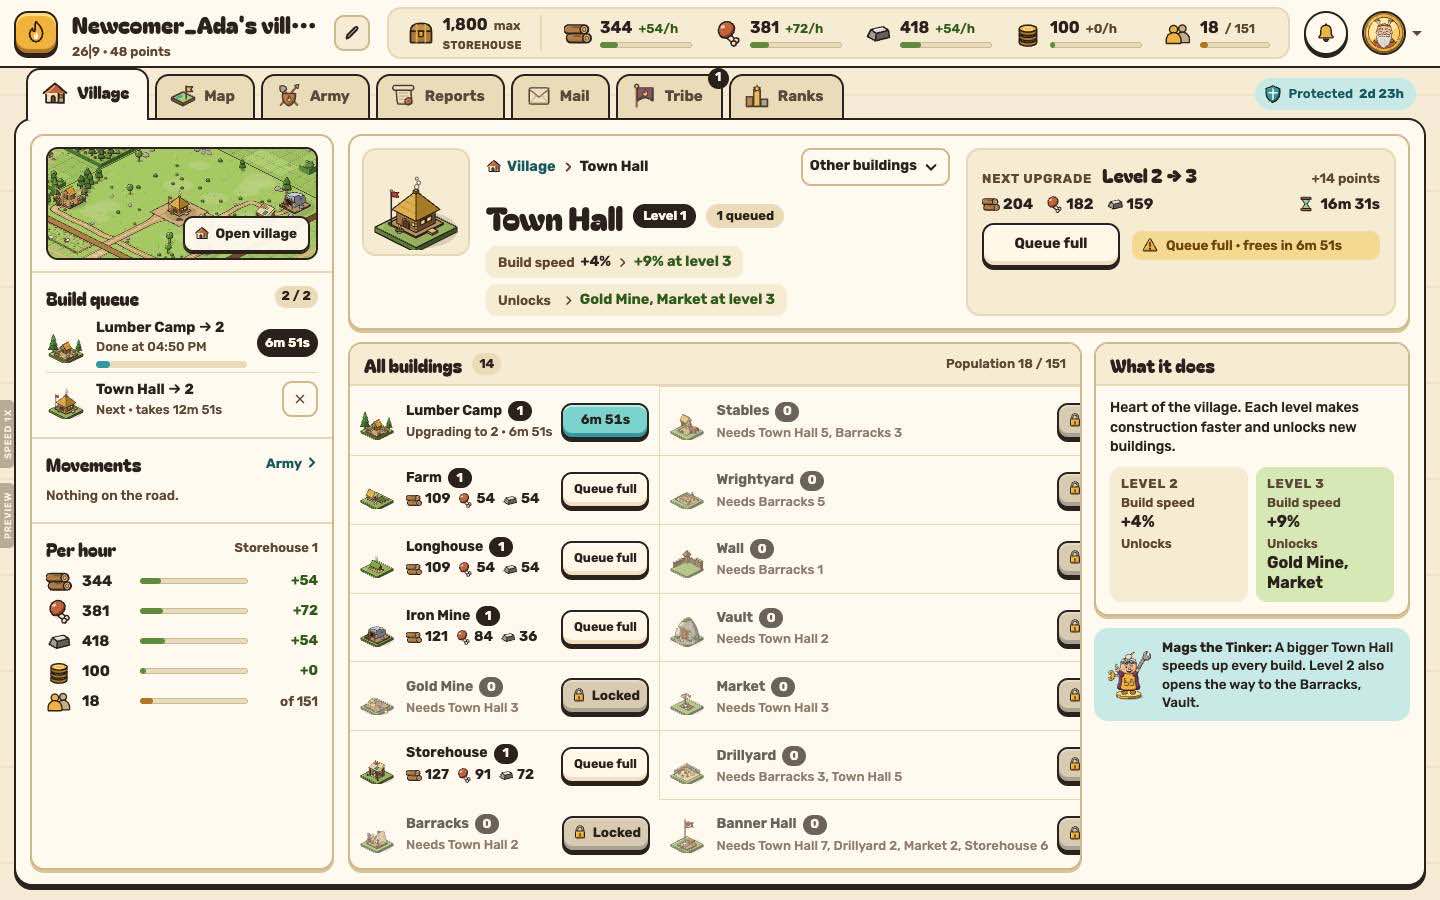 Newcomer_Ada's vill•••
26|9 • 48 points
1,800 max
STOREHOUSE
344 +54/h
381 +72/h
418 +54/h
100 +0/h
18 / 151
Village
Map
Army
Reports
Mail
Tribe
1
Ranks
Protected 2d 23h
SPEED 1X
PREVIEW
Open village
Build queue
2 / 2
Lumber Camp → 2
Done at 04:50 PM
6m 51s
Town Hall → 2
Next • takes 12m 51s
×
Movements
Army >
Nothing on the road.
Per hour
Storehouse 1
344 +54
381 +72
418 +54
100 +0
18 of 151
Village > Town Hall
Other buildings
Town Hall Level 1 1 queued
Build speed +4% > +9% at level 3
Unlocks > Gold Mine, Market at level 3
NEXT UPGRADE Level 2 → 3
+14 points
204 182 159
16m 31s
Queue full
Queue full • frees in 6m 51s
All buildings 14
Population 18 / 151
Lumber Camp 1
Upgrading to 2 • 6m 51s
6m 51s
Farm 1
109 54 54
Queue full
Longhouse 1
109 54 54
Queue full
Iron Mine 1
121 84 36
Queue full
Gold Mine 0
Needs Town Hall 3
Locked
Storehouse 1
127 91 72
Queue full
Barracks 0
Needs Town Hall 2
Locked
Stables 0
Needs Town Hall 5, Barracks 3
Wrightyard 0
Needs Barracks 5
Wall 0
Needs Barracks 1
Vault 0
Needs Town Hall 2
Market 0
Needs Town Hall 3
Drillyard 0
Needs Barracks 3, Town Hall 5
Banner Hall 0
Needs Town Hall 7, Drillyard 2, Market 2, Storehouse 6
What it does
Heart of the village. Each level makes
construction faster and unlocks new
buildings.
LEVEL 2
Build speed
+4%
Unlocks
LEVEL 3
Build speed
+9%
Unlocks
Gold Mine,
Market
Mags the Tinker: A bigger Town Hall
speeds up every build. Level 2 also
opens the way to the Barracks,
Vault.